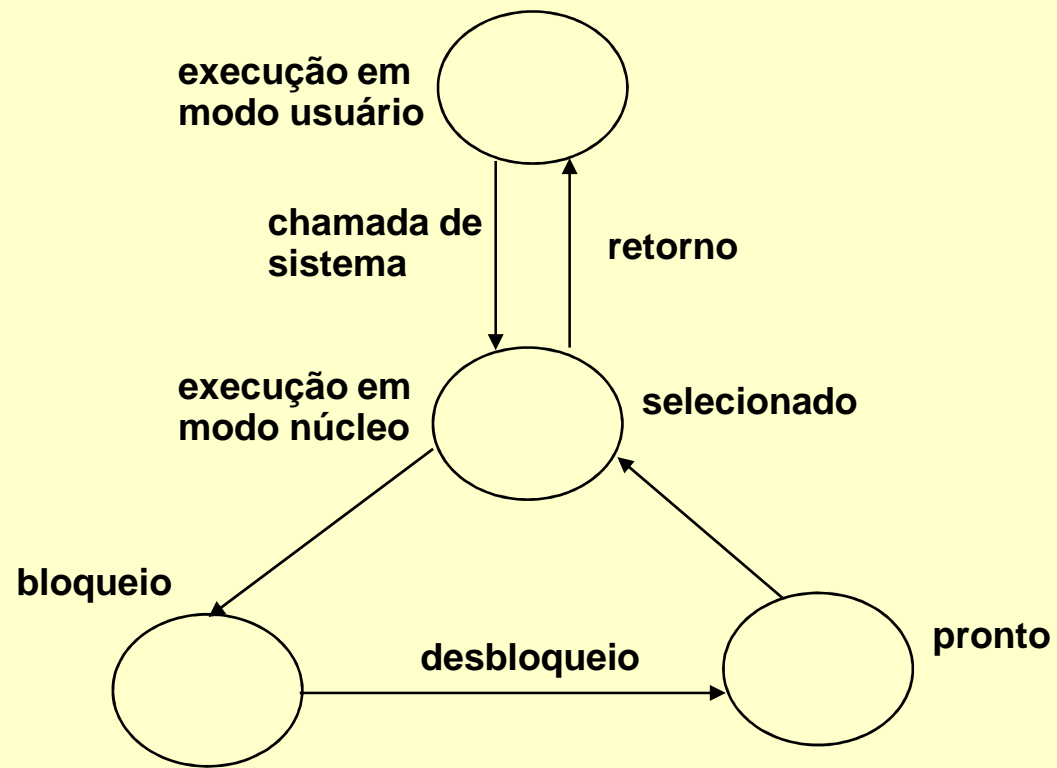 execução em
modo usuário
chamada de
sistema
retorno
execução em
modo núcleo
selecionado
bloqueio
desbloqueio
pronto